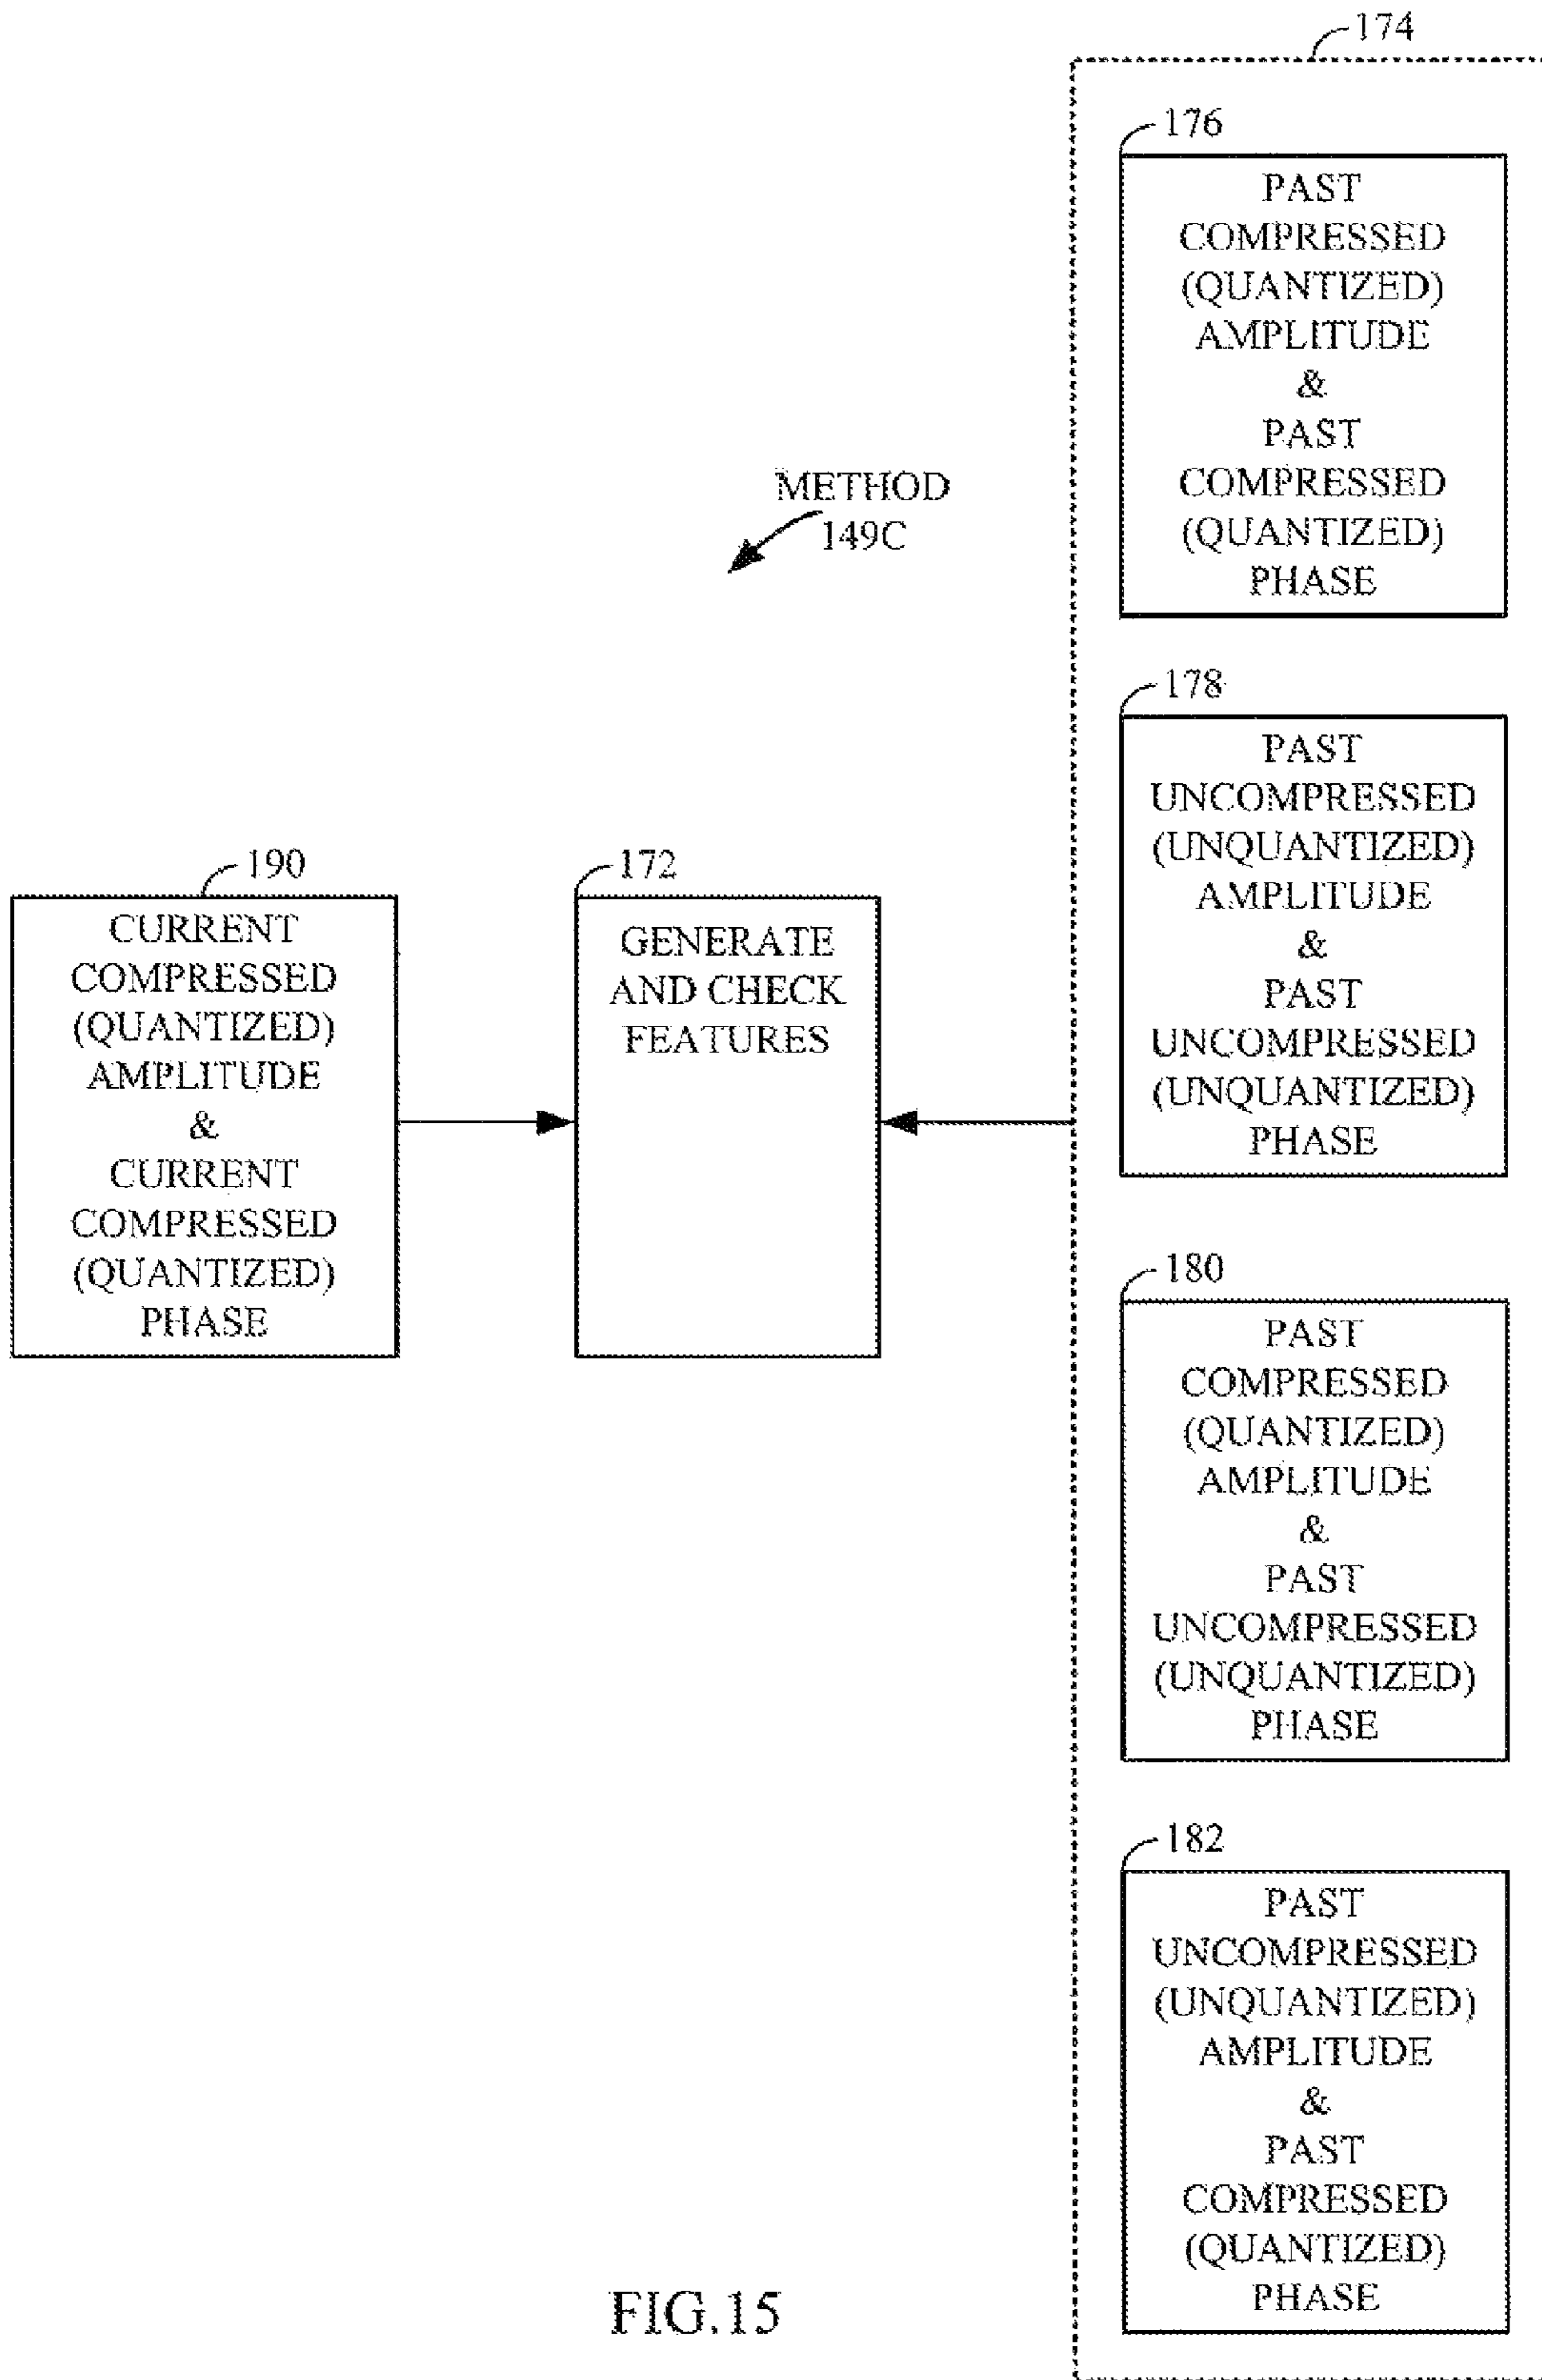 174
176
PAST
COMPRESSED
(QUANTIZED)
AMPLITUDE
&
PAST
COMPRESSED
(QUANTIZED)
PHASE
METHOD
149C
178
PAST
UNCOMPRESSED
(UNQUANTIZED)
AMPLITUDE
&
PAST
UNCOMPRESSED
(UNQUANTIZED)
PHASE
190
CURRENT
COMPRESSED
(QUANTIZED)
AMPLITUDE
&
CURRENT
COMPRESSED
(QUANTIZED)
PHASE
172
GENERATE
AND CHECK
FEATURES
180
PAST
COMPRESSED
(QUANTIZED)
AMPLITUDE
&
PAST
UNCOMPRESSED
(UNQUANTIZED)
PHASE
182
PAST
UNCOMPRESSED
(UNQUANTIZED)
AMPLITUDE
&
PAST
COMPRESSED
(QUANTIZED)
PHASE
FIG.15